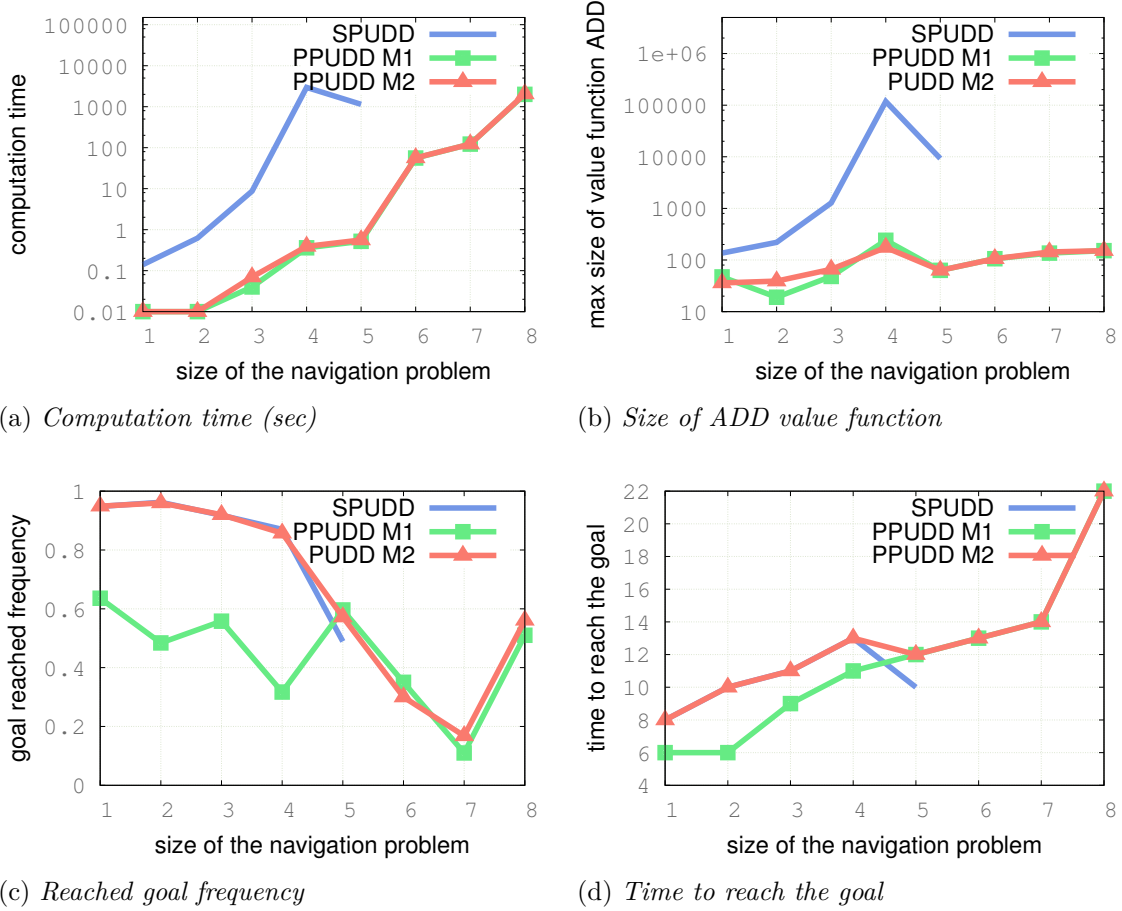 SPUDD
PPUDD M1
PPUDD M2
100000
10000
1000
100
10
1
0.1
0.01
computation time
1 2 3 4 5 6 7 8
size of the navigation problem
(a) Computation time (sec)
SPUDD
PPUDD M1
PUDD M2
1e+06
100000
10000
1000
100
10
max size of value function ADD
1 2 3 4 5 6 7 8
size of the navigation problem
(b) Size of ADD value function
SPUDD
PPUDD M1
PUDD M2
1
0.8
0.6
0.4
0.2
0
goal reached frequency
1 2 3 4 5 6 7 8
size of the navigation problem
(c) Reached goal frequency
SPUDD
PPUDD M1
PPUDD M2
22
20
18
16
14
12
10
8
6
4
time to reach the goal
1 2 3 4 5 6 7 8
size of the navigation problem
(d) Time to reach the goal